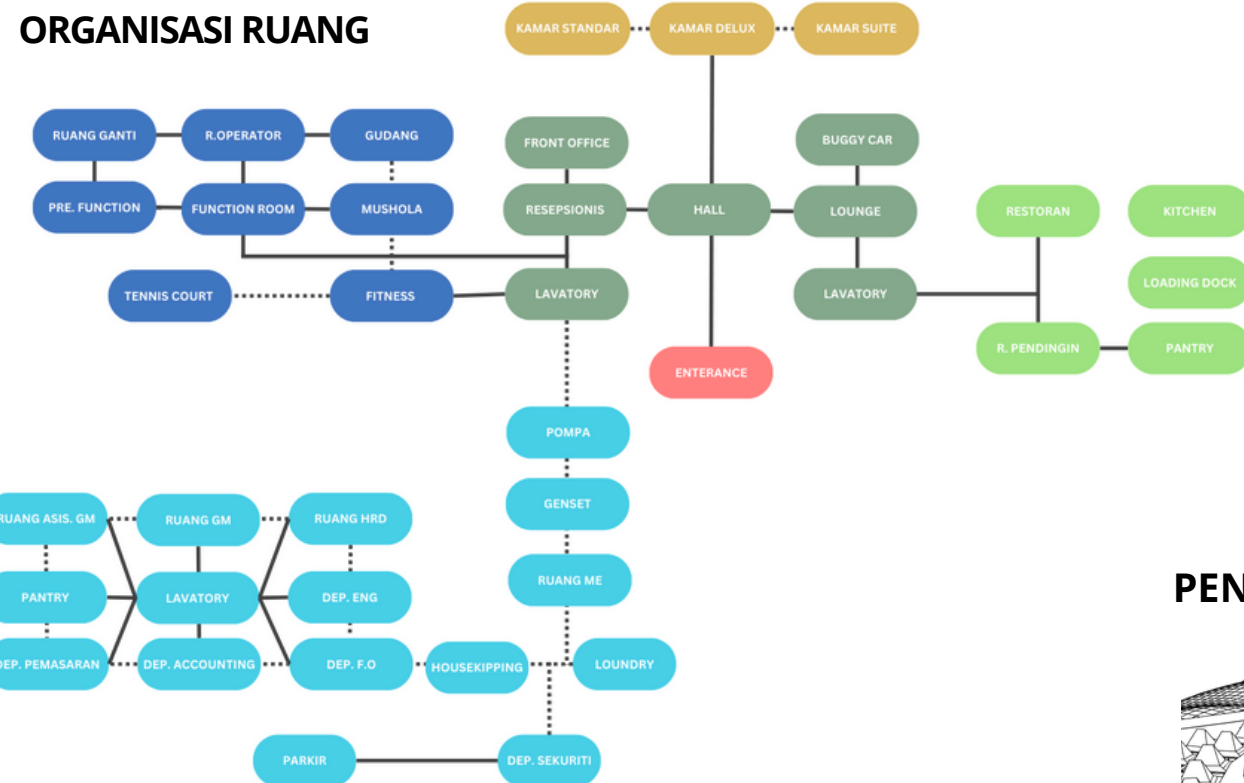 ORGANISASI RUANG
KAMAR STANDAR
KAMAR DELUX
KAMAR SUITE
RUANG GANTI
R.OPERATOR
GUDANG
FRONT OFFICE
BUGGY CAR
PRE. FUNCTION
FUNCTION ROOM
MUSHOLA
RESEPSIONIS
HALL
LOUNGE
RESTORAN
KITCHEN
TENNIS COURT
FITNESS
LAVATORY
LAVATORY
LOADING DOCK
R. PENDINGIN
PANTRY
ENTERANCE
POMPA
GENSET
RUANG ASIS. GM
RUANG GM
RUANG HRD
RUANG ME
PANTRY
LAVATORY
DEP. ENG
PEN
DEP. PEMASARAN
DEP. ACCOUNTING
DEP. F.O
HOUSEKIPPING
LOUNDRY
PARKIR
DEP. SEKURITI